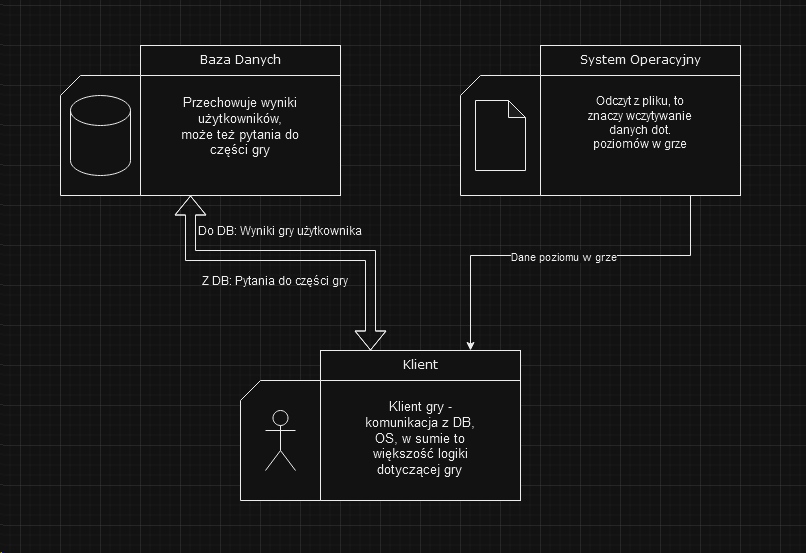 Baza Danych
Przechowuje wyniki
użytkowników,
może też pytania do
części gry
System Operacyjny
Odczyt z pliku, to
znaczy wczytywanie
danych dot.
poziomów w grze
Do DB: Wyniki gry użytkownika
Z DB: Pytania do części gry
Dane poziomu w grze
Klient
Klient gry -
komunikacja z DB,
OS, w sumie to
większość logiki
dotyczącej gry